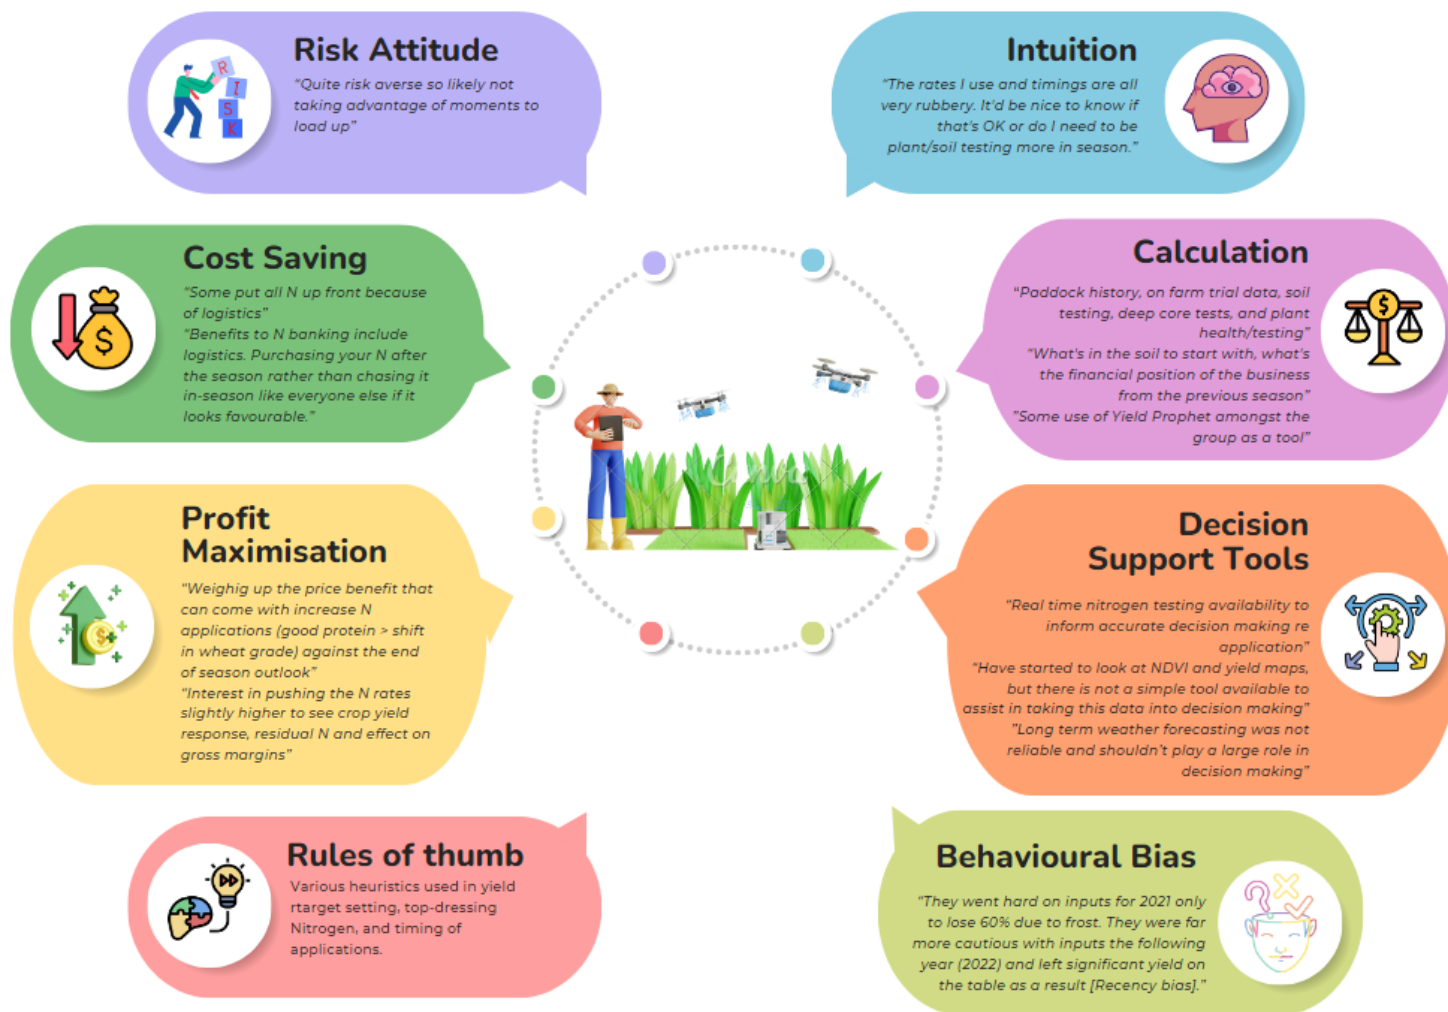 Risk Attitude
"Quite risk averse so likely not
taking advantage of moments to
load up"
Intuition
"The rates I use and timings are all
very rubbery. It'd be nice to know if
that's OK or do I need to be
plant/soil testing more in season."
Cost Saving
"Some put all N up front because
of logistics"
"Benefits to N banking include
logistics. Purchasing your N after
the season rather than chasing it
in-season like everyone else if it
looks favourable."
Calculation
"Paddock history, on farm trial data, soil
testing, deep core tests, and plant
health/testing"
"What's in the soil to start with, what's
the financial position of the business
from the previous season"
"Some use of Yield Prophet amongst the
group as a tool"
Profit
Maximisation
"Weighig up the price benefit that
can come with increase N
applications (good protein > shift
in wheat grade) against the end
of season outlook"
"Interest in pushing the N rates
slightly higher to see crop yield
response, residual N and effect on
gross margins"
Decision
Support Tools
"Real time nitrogen testing availability to
inform accurate decision making re
application"
"Have started to look at NDVI and yield maps,
but there is not a simple tool available to
assist in taking this data into decision making"
"Long term weather forecasting was not
reliable and shouldn't play a large role in
decision making"
Rules of thumb
Various heuristics used in yield
rtarget setting, top-dressing
Nitrogen, and timing of
applications.
Behavioural Bias
"They went hard on inputs for 2021 only
to lose 60% due to frost. They were far
more cautious with inputs the following
year (2022) and left significant yield on
the table as a result [Recency bias]."
R
I
S
K
Canva